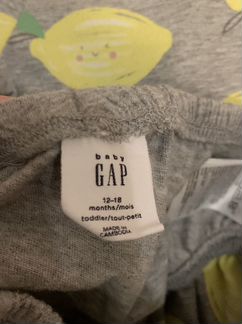 baby
GAP
12-18
months/mois
toddler/tout-petit
MADE IN
CAMBODIA